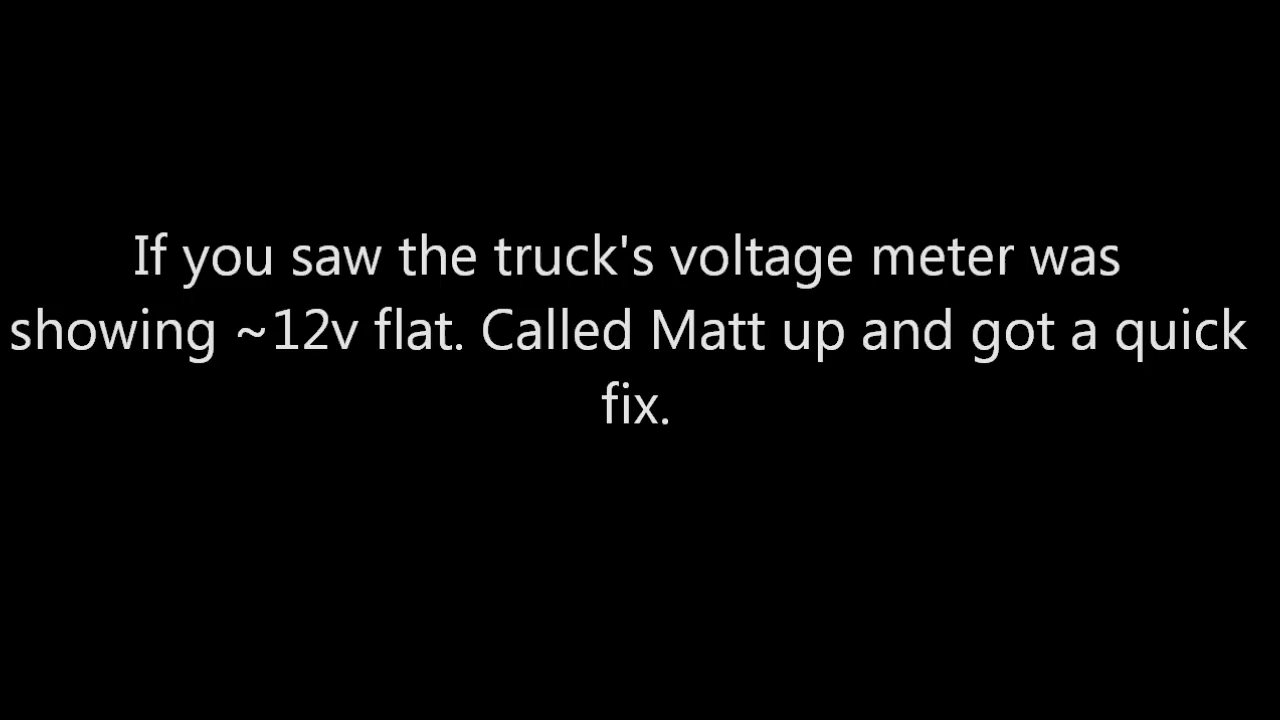 If you saw the truck's voltage meter was
showing ~12v flat. Called Matt up and got a quick
fix.